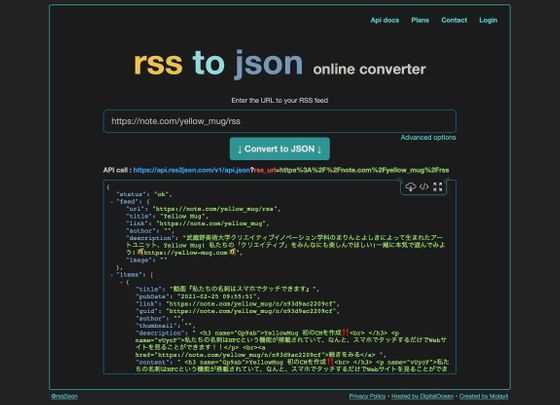 Api docs Plans Contact Login
rss to json online converter
Enter the URL to your RSS feed
https://note.com/yellow_mug/rss
↓ Convert to JSON ↓
Advanced options
API call : https://api.rss2json.com/v1/api.json?rss_url=https%3A%2F%2Fnote.com%2Fyellow_mug%2Frss
{
"status": "ok",
"feed": {
"url": "https://note.com/yellow_mug/rss",
"title": "Yellow Mug",
"link": "https://note.com/yellow_mug",
"author": "",
"description": "武蔵野美術大学クリエイティブイノベーション学科のまりんとよしきによって生まれたアー
トユニット、Yellow Mug! 私たちの「クリエイティブ」をみんなにも楽しんでほしい!一緒に本気で遊んでみよ
う!https://yellow-mug.com",
"image": ""
},
"items": [
{
"title": "動画「私たちの名刺はスマホでタッチできます」",
"pubDate": "2021-02-25 09:55:51",
"link": "https://note.com/yellow_mug/n/n93d9ac2209cf",
"guid": "https://note.com/yellow_mug/n/n93d9ac2209cf",
"author": "",
"thumbnail": "",
"description": " <h3 name="Gp9ab">YellowMug 初のCMを作成‼️<br> </h3> <p
name="vUycP">私たちの名刺はNFCという機能が搭載されていて、なんと、スマホでタッチするだけでWebサ
イトを見ることができます!!</p> <br><a
href="https://note.com/yellow_mug/n/n93d9ac2209cf">続きをみる</a> ",
"content": " <h3 name="Gp9ab">YellowMug 初のCMを作成‼️<br> </h3> <p name="vUycP">私た
ちの名刺はNFCという機能が搭載されていて、なんと、スマホでタッチするだけでWebサイトを見ることができ
@rss2json
Privacy Policy • Hosted by DigitalOcean • Created by Molayli